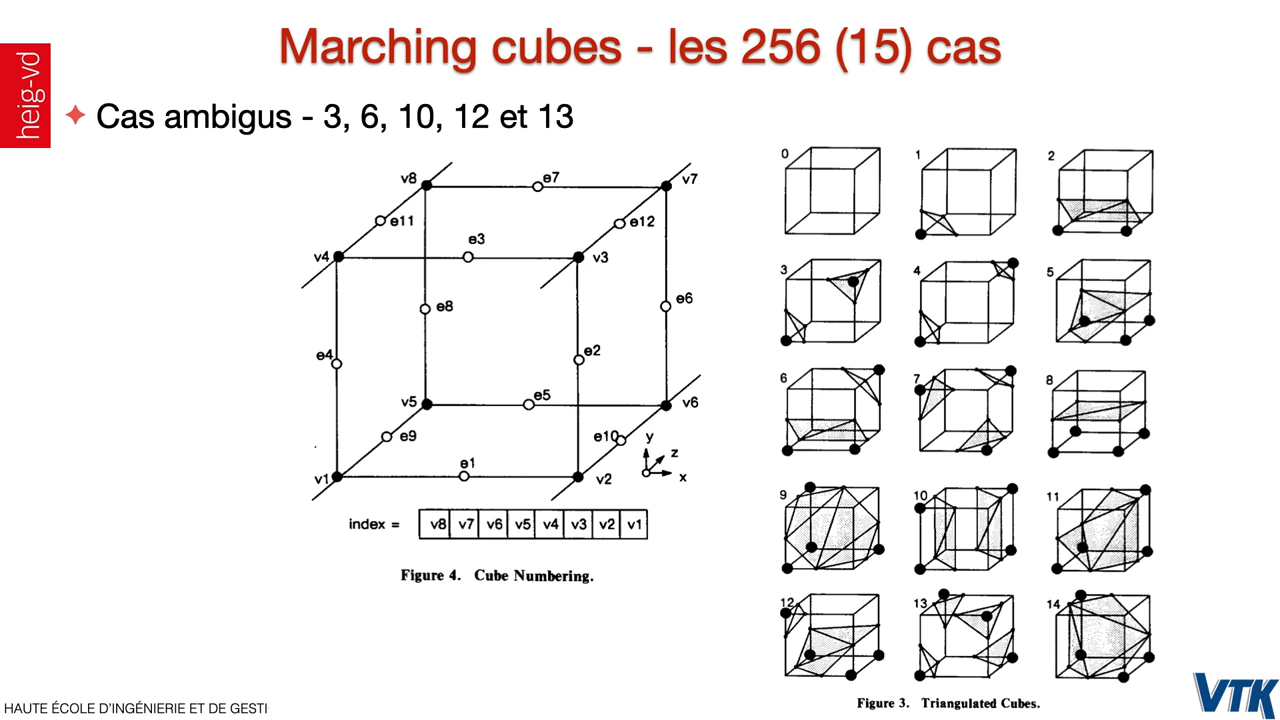 Marching cubes - les 256 (15) cas
heig-vd
Cas ambigus - 3, 6, 10, 12 et 13
v8
e7
v7
e11
e12
e3
v4
v3
e8
e6
e4
e2
v5
e5
v6
e9
e10
y
z
x
e1
v1
v2
index =
v8 v7 v6 v5 v4 v3 v2 v1
Figure 4. Cube Numbering.
0 1 2
3 4 5
6 7 8
9 10 11
12 13 14
Figure 3. Triangulated Cubes.
HAUTE ÉCOLE D'INGÉNIERIE ET DE GESTI
VTK